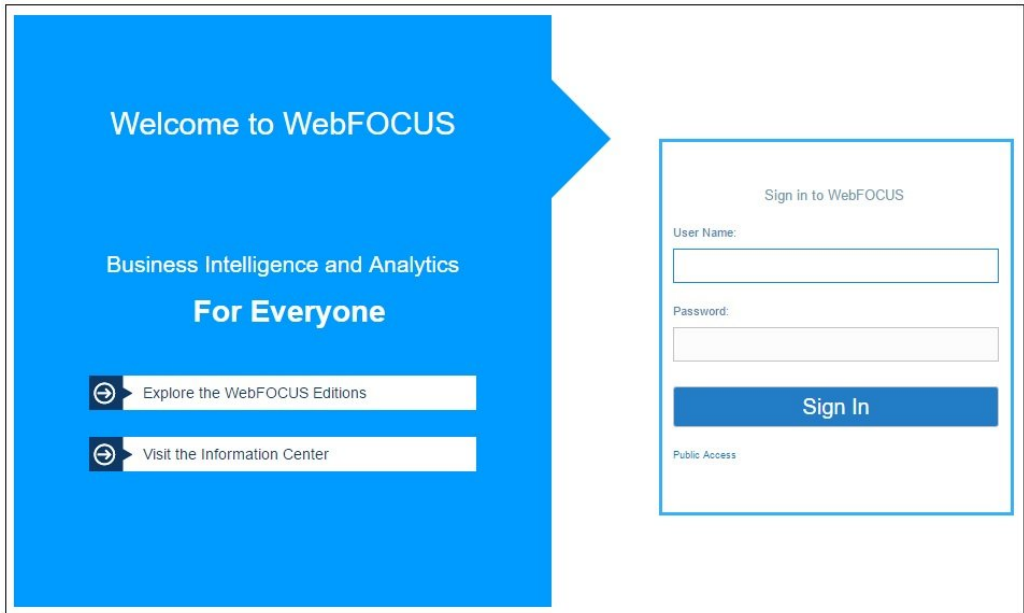 Welcome to WebFOCUS
Business Intelligence and Analytics
For Everyone
Explore the WebFOCUS Editions
Visit the Information Center
Sign in to WebFOCUS
User Name:
Password:
Sign In
Public Access